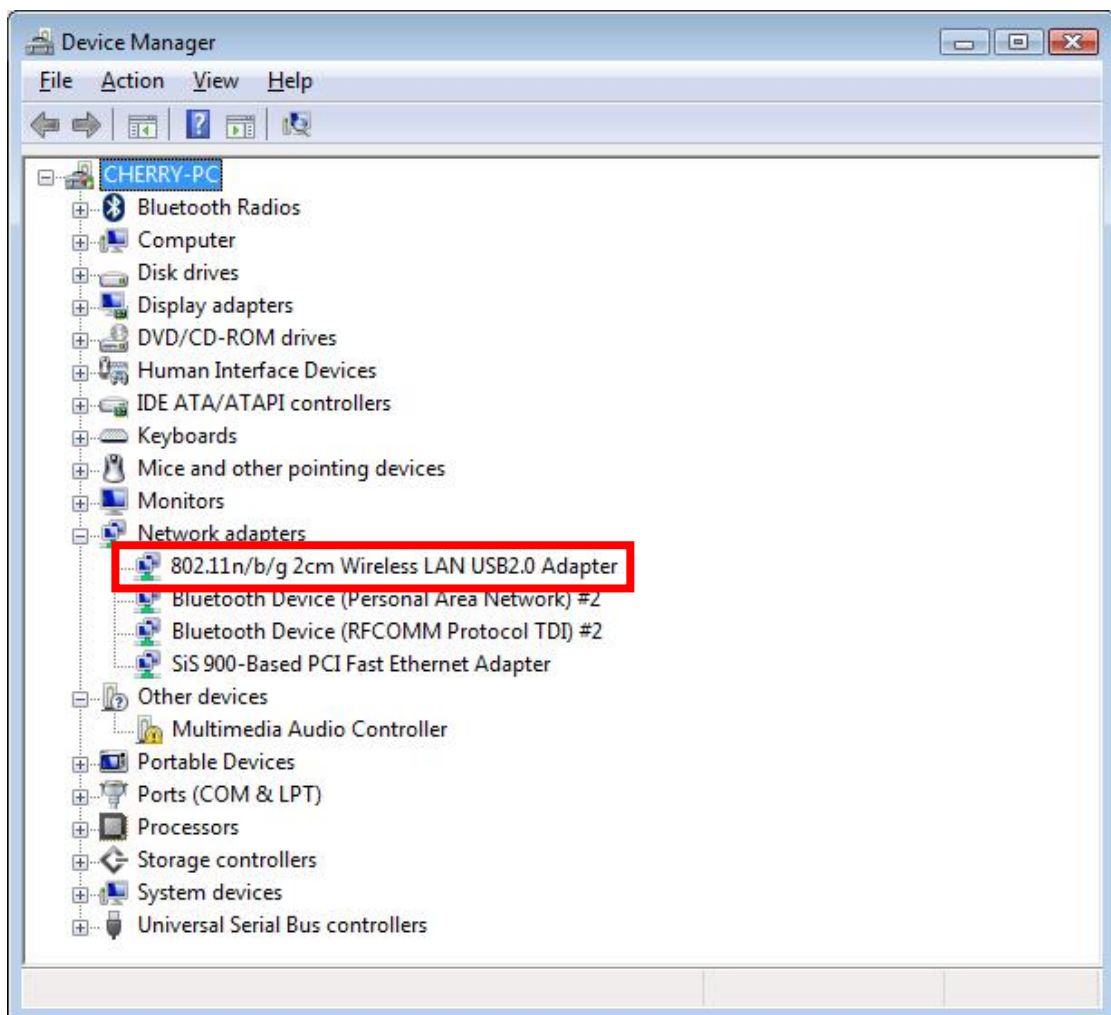 Device Manager
File Action View Help
CHERRY-PC
Bluetooth Radios
Computer
Disk drives
Display adapters
DVD/CD-ROM drives
Human Interface Devices
IDE ATA/ATAPI controllers
Keyboards
Mice and other pointing devices
Monitors
Network adapters
802.11n/b/g 2cm Wireless LAN USB2.0 Adapter
Bluetooth Device (Personal Area Network) #2
Bluetooth Device (RFCOMM Protocol TDI) #2
SiS 900-Based PCI Fast Ethernet Adapter
Other devices
Multimedia Audio Controller
Portable Devices
Ports (COM & LPT)
Processors
Storage controllers
System devices
Universal Serial Bus controllers